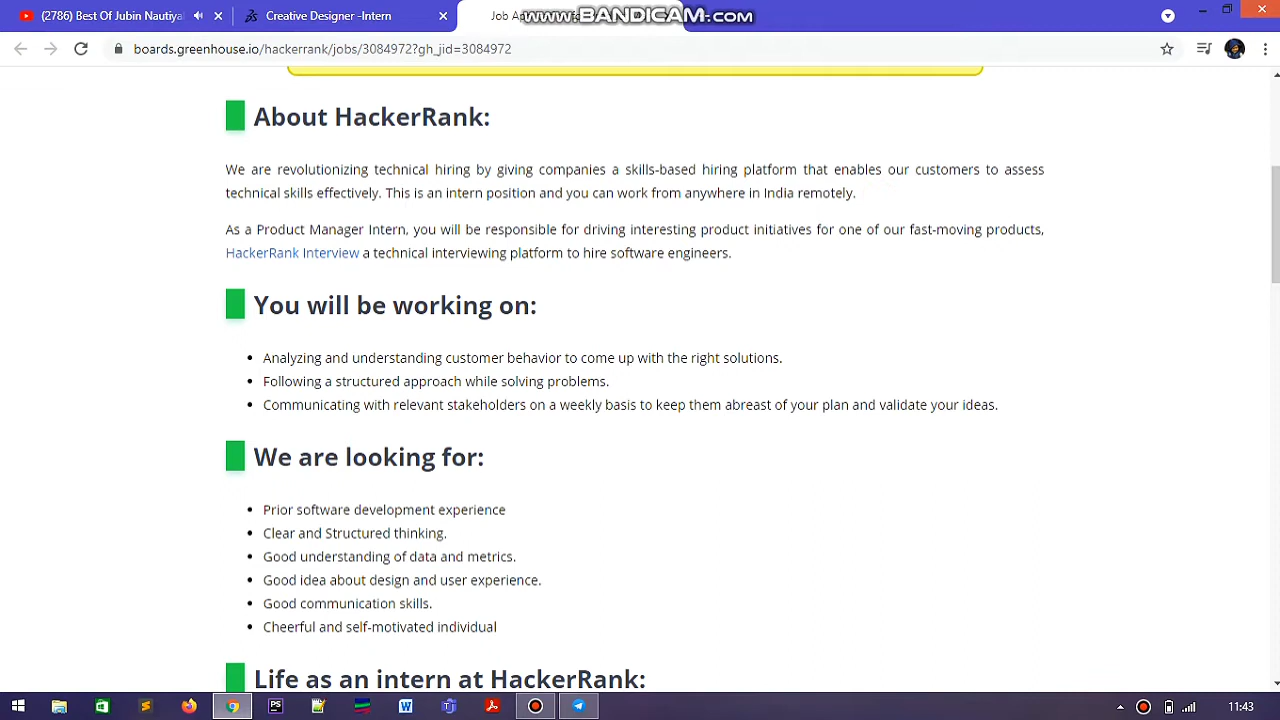 (2786) Best Of Jubin Nautiya
Creative Designer -Intern
Job Ap
www.BANDICAM.com
boards.greenhouse.io/hackerrank/jobs/3084972?gh_jid=3084972
About HackerRank:
We are revolutionizing technical hiring by giving companies a skills-based hiring platform that enables our customers to assess
technical skills effectively. This is an intern position and you can work from anywhere in India remotely.
As a Product Manager Intern, you will be responsible for driving interesting product initiatives for one of our fast-moving products,
HackerRank Interview a technical interviewing platform to hire software engineers.
You will be working on:
• Analyzing and understanding customer behavior to come up with the right solutions.
• Following a structured approach while solving problems.
• Communicating with relevant stakeholders on a weekly basis to keep them abreast of your plan and validate your ideas.
We are looking for:
• Prior software development experience
• Clear and Structured thinking.
• Good understanding of data and metrics.
• Good idea about design and user experience.
• Good communication skills.
• Cheerful and self-motivated individual
Life as an intern at HackerRank:
11:43